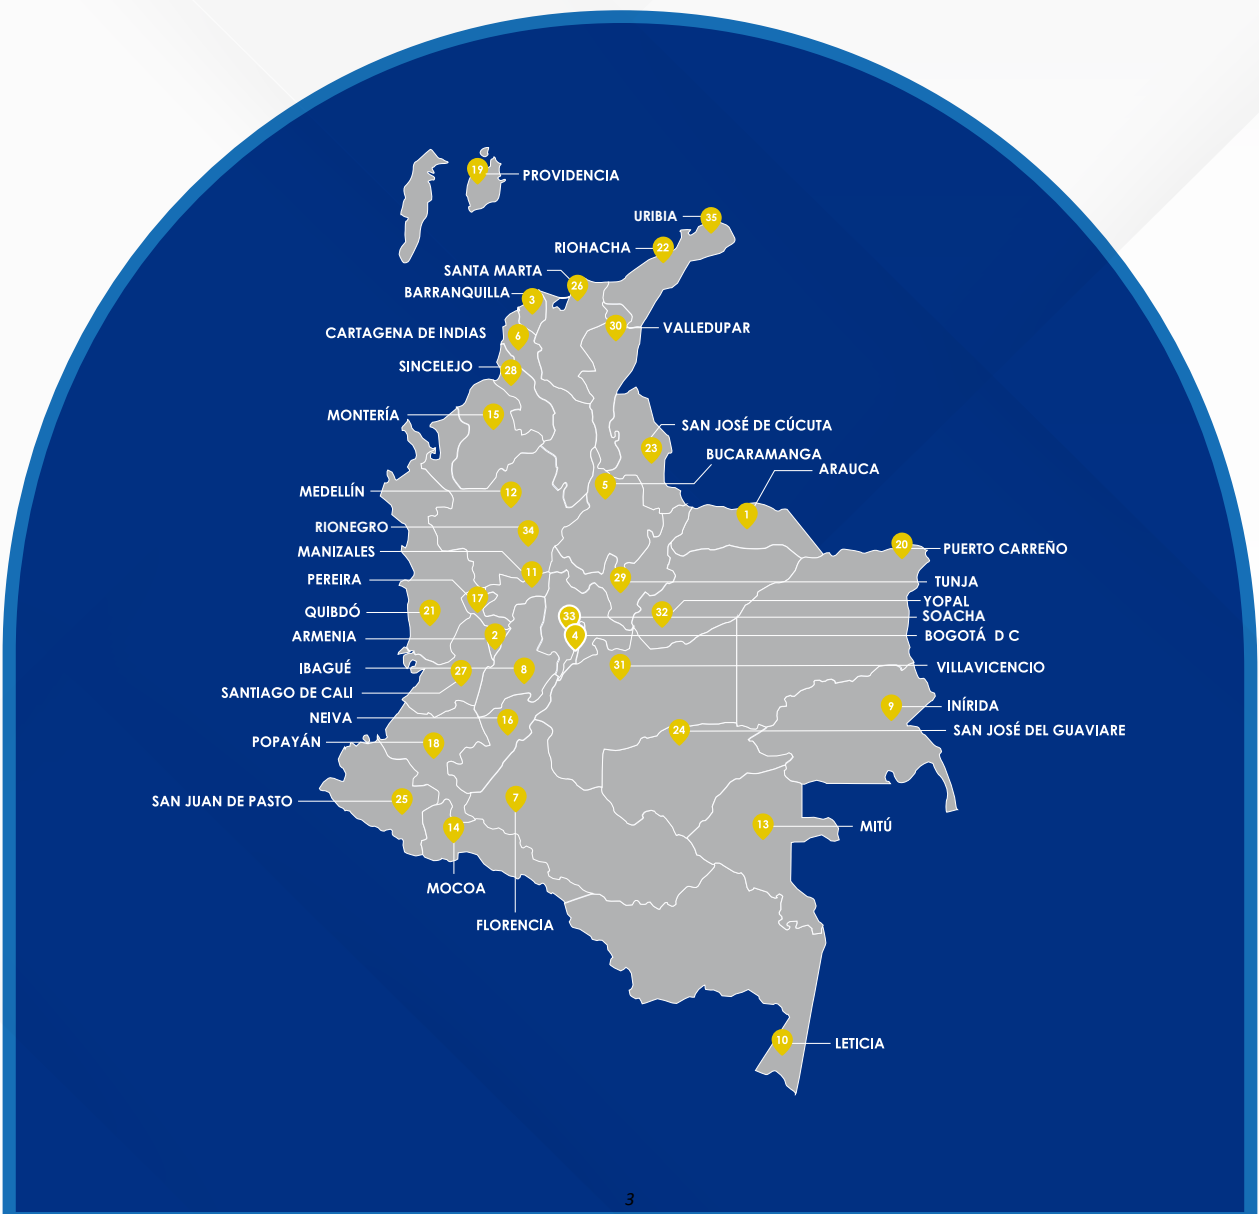 19 PROVIDENCIA
URIBIA 35
RIOHACHA 22
SANTA MARTA 26
BARRANQUILLA 3
CARTAGENA DE INDIAS 6
30 VALLEDUPAR
SINCELEJO 28
MONTERÍA 15
23 SAN JOSÉ DE CÚCUTA
5 BUCARAMANGA
1 ARAUCA
MEDELLÍN 12
RIONEGRO 34
20 PUERTO CARREÑO
MANIZALES 11
PEREIRA 17
29 TUNJA
32 YOPAL
QUIBDÓ 21
33 SOACHA
ARMENIA 2
4 BOGOTÁ D C
IBAGUÉ 8
31 VILLAVICENCIO
SANTIAGO DE CALI 27
9 INÍRIDA
NEIVA 16
24 SAN JOSÉ DEL GUAVIARE
POPAYÁN 18
SAN JUAN DE PASTO 25
7
14
13 MITÚ
MOCOA
FLORENCIA
10 LETICIA
3